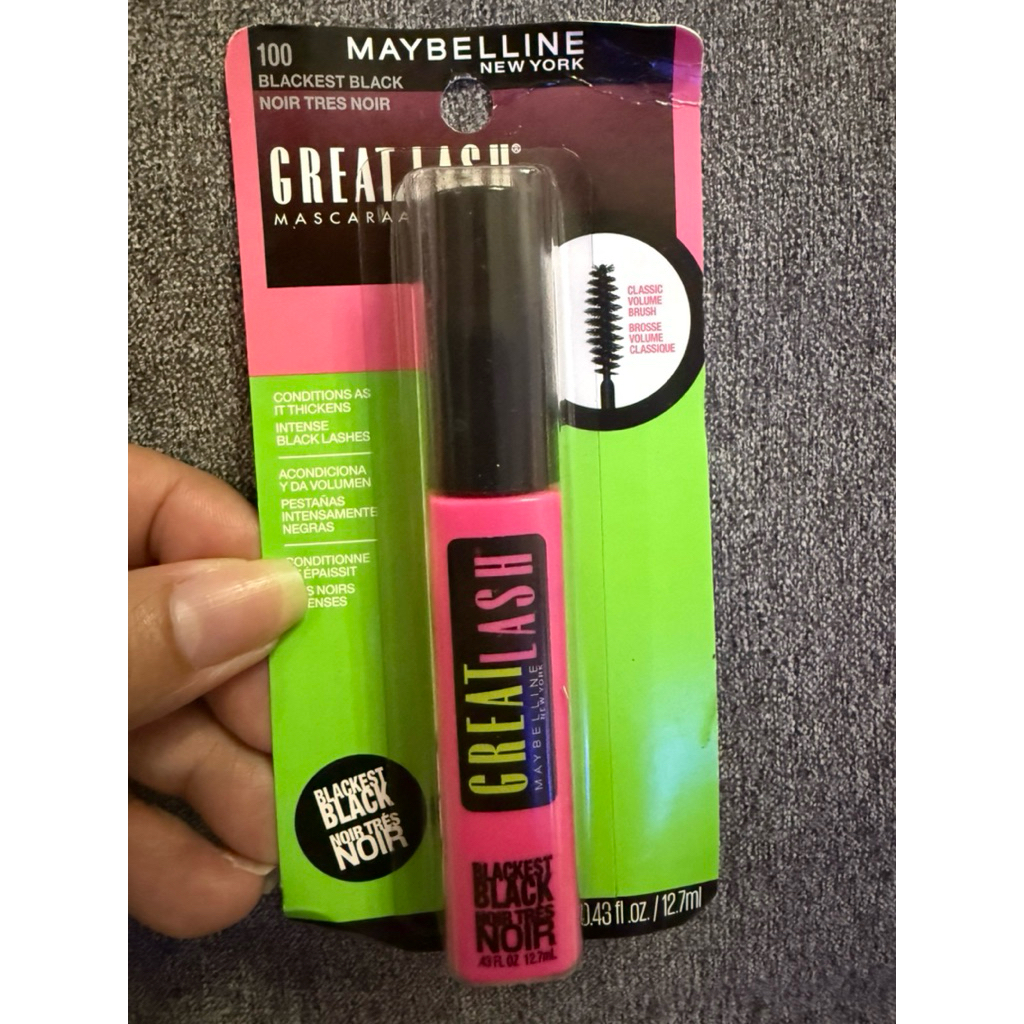 100
BLACKEST BLACK
NOIR TRES NOIR
MAYBELLINE
NEW YORK
GREAT LASH®
MASCARA
CLASSIC
VOLUME
BRUSH
BROSSE
VOLUME
CLASSIQUE
CONDITIONS AS
IT THICKENS
INTENSE
BLACK LASHES
ACONDICIONA
Y DA VOLUMEN
PESTAÑAS
INTENSAMENTE
NEGRAS
CONDITIONNE
ÉPAISSIT
NOIRS
GREAT LASH
MAYBELLINE
NEW YORK
BLACKEST
BLACK
NOIR TRÈS
NOIR
BLACKEST
BLACK
NOIR TRÈS
NOIR
.43 FL OZ 12.7mL
0.43 fl .oz. / 12.7ml